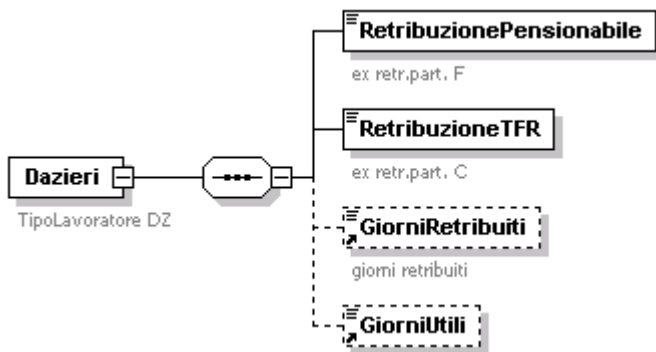 RetribuzionePensionabile
ex retr.part. F
RetribuzioneTFR
ex retr.part. C
Dazieri
TipoLavoratore DZ
GiorniRetribuiti
giorni retribuiti
GiorniUtili